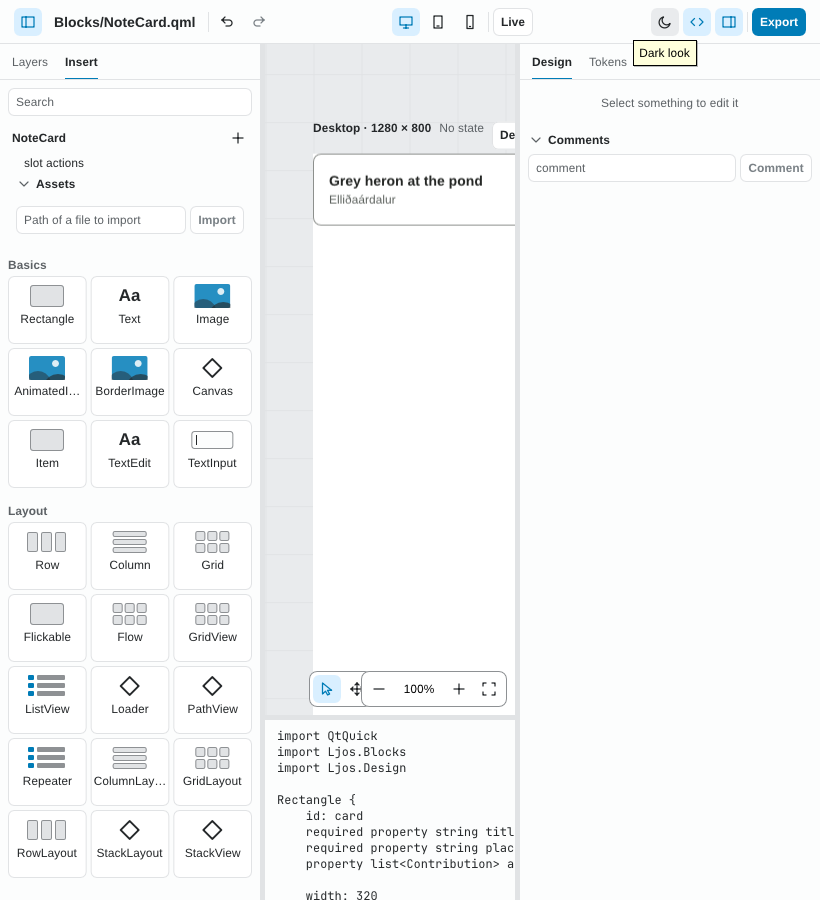 Blocks/NoteCard.qml
Live
Export
Dark look
Layers
Insert
Search
NoteCard
slot actions
Assets
Path of a file to import
Import
Basics
Rectangle
Aa
Text
Image
AnimatedI…
BorderImage
Canvas
Item
Aa
TextEdit
TextInput
Layout
Row
Column
Grid
Flickable
Flow
GridView
ListView
Loader
PathView
Repeater
ColumnLay…
GridLayout
RowLayout
StackLayout
StackView
Desktop · 1280 × 800 No state
De
Grey heron at the pond
Elliðaárdalur
100%
import QtQuick
import Ljos.Blocks
import Ljos.Design
Rectangle {
id: card
required property string titl
required property string plac
property list<Contribution> a
width: 320
Design
Tokens
Select something to edit it
Comments
comment
Comment